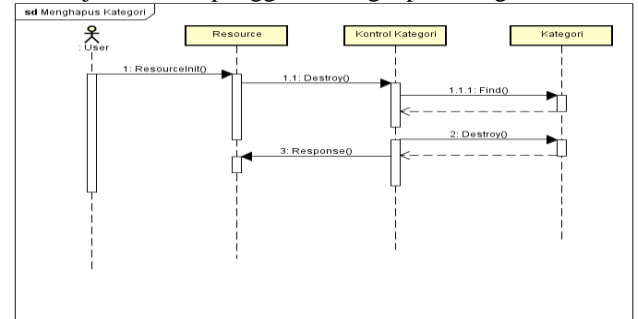 sd Menghapus Kategori
: User
Resource
Kontrol Kategori
Kategori
1: ResourceInit()
1.1: Destroy()
1.1.1: Find()
2: Destroy()
3: Response()